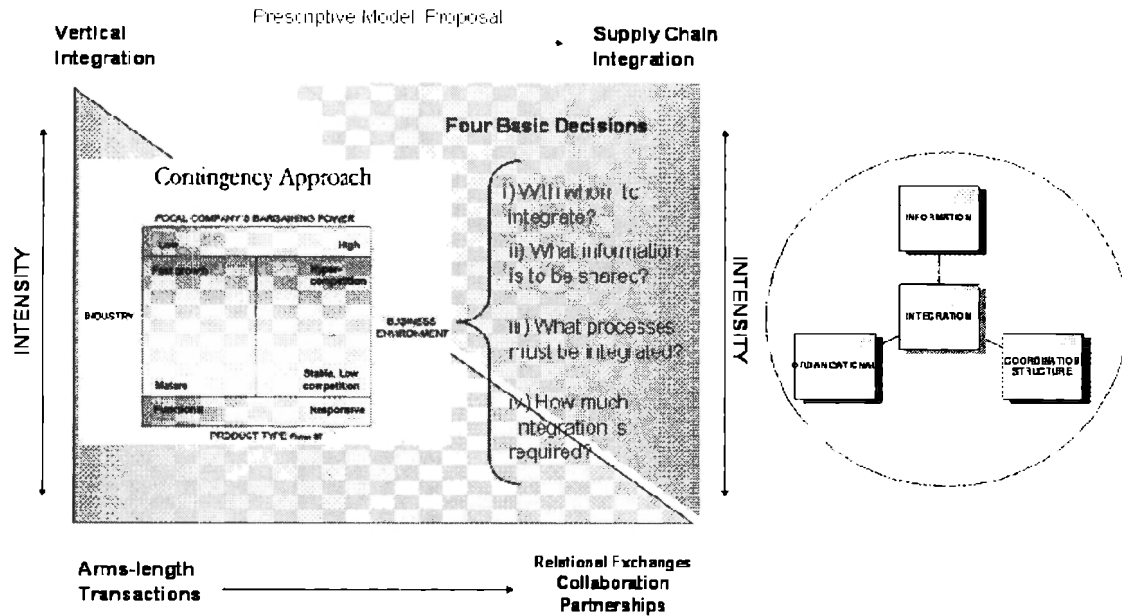 Prescriptive Model Proposal
Vertical
Integration
Supply Chain
Integration
INTENSITY
Four Basic Decisions
Contingency Approach
FOCAL COMPANY'S BARGAINING POWER
Low
High
Fast growth
Hyper-
competition
INDUSTRY
BUSINESS
ENVIRONMENT
Mature
Stable, Low
competition
Functional
Responsive
PRODUCT TYPE
i) With whom to
integrate?
ii) What information
is to be shared?
iii) What processes
must be integrated?
iv) How much
integration is
required?
INTENSITY
INFORMATION
INTEGRATION
ORGANIZATIONAL
COORDINATION
STRUCTURE
Arms-length
Transactions
Relational Exchanges
Collaboration
Partnerships